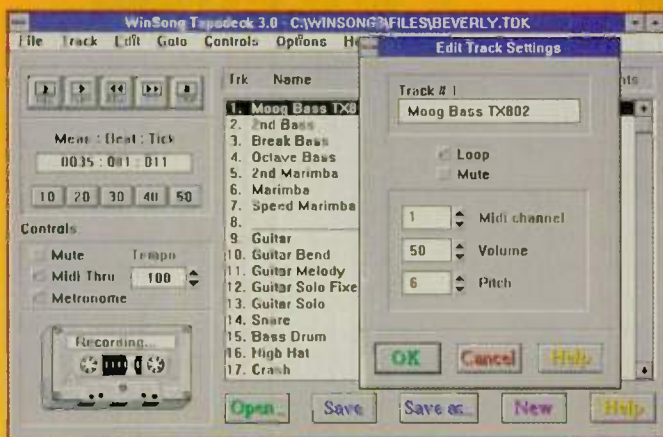 WinSong Tapedeck 3.0 - C:\WINSONG3\FILES\BEVERLY.TDK
File Track Edit Goto Controls Options
Meas : Beat : Tick
0035 : 001 : 011
10 20 30 40 50
Controls
Mute Tempo
Midi Thru 100
Metronome
Recording...
Trk Name
1. Moog Bass TX8
2. 2nd Bass
3. Break Bass
4. Octave Bass
5. 2nd Marimba
6. Marimba
7. Speed Marimba
8.
9. Guitar
10. Guitar Bend
11. Guitar Melody
12. Guitar Solo Fixe
13. Guitar Solo
14. Snare
15. Bass Drum
16. High Hat
17. Crash
Open... Save Save as... New Help
Edit Track Settings
Track # 1
Moog Bass TX802
Loop
Mute
1 Midi channel
50 Volume
6 Pitch
OK Cancel Help